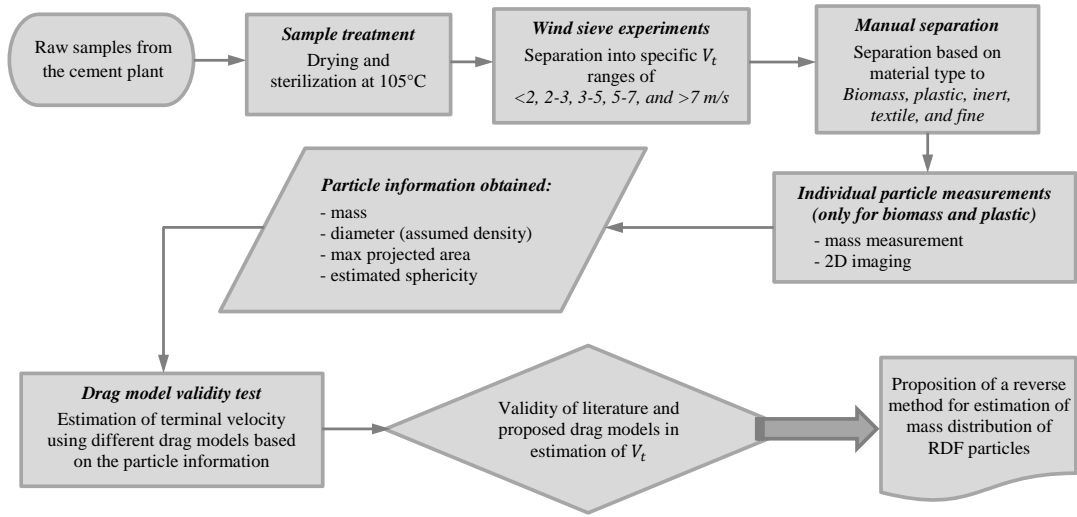 Raw samples from
the cement plant
Sample treatment
Drying and
sterilization at 105°C
Wind sieve experiments
Separation into specific V_t
ranges of
<2, 2-3, 3-5, 5-7, and >7 m/s
Manual separation
Separation based on
material type to
Biomass, plastic, inert,
textile, and fine
Individual particle measurements
(only for biomass and plastic)
- mass measurement
- 2D imaging
Particle information obtained:
- mass
- diameter (assumed density)
- max projected area
- estimated sphericity
Drag model validity test
Estimation of terminal velocity
using different drag models based
on the particle information
Validity of literature and
proposed drag models in
estimation of V_t
Proposition of a reverse
method for estimation of
mass distribution of
RDF particles